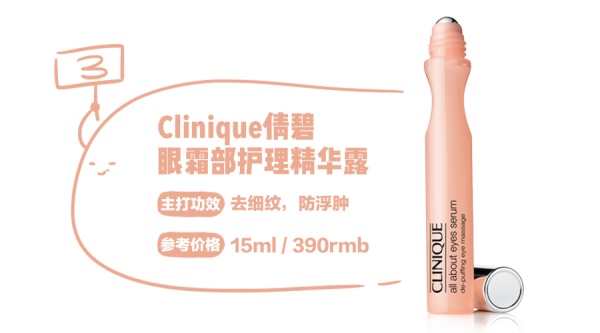 3
Clinique倩碧
眼霜部护理精华露
主打功效 去细纹，防浮肿
参考价格 15ml / 390rmb
CLINIQUE
all about eyes serum
de-puffing eye massage